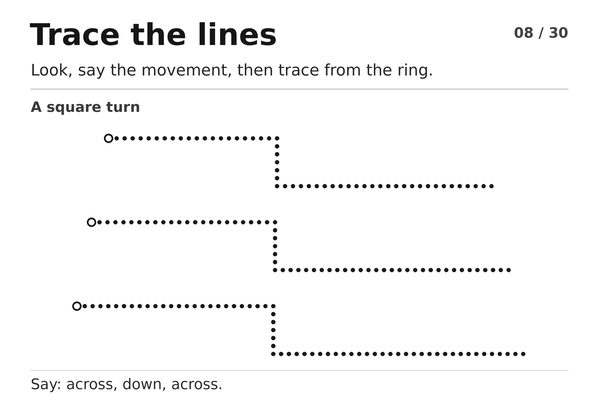 Trace the lines
08 / 30
Look, say the movement, then trace from the ring.
A square turn
Say: across, down, across.